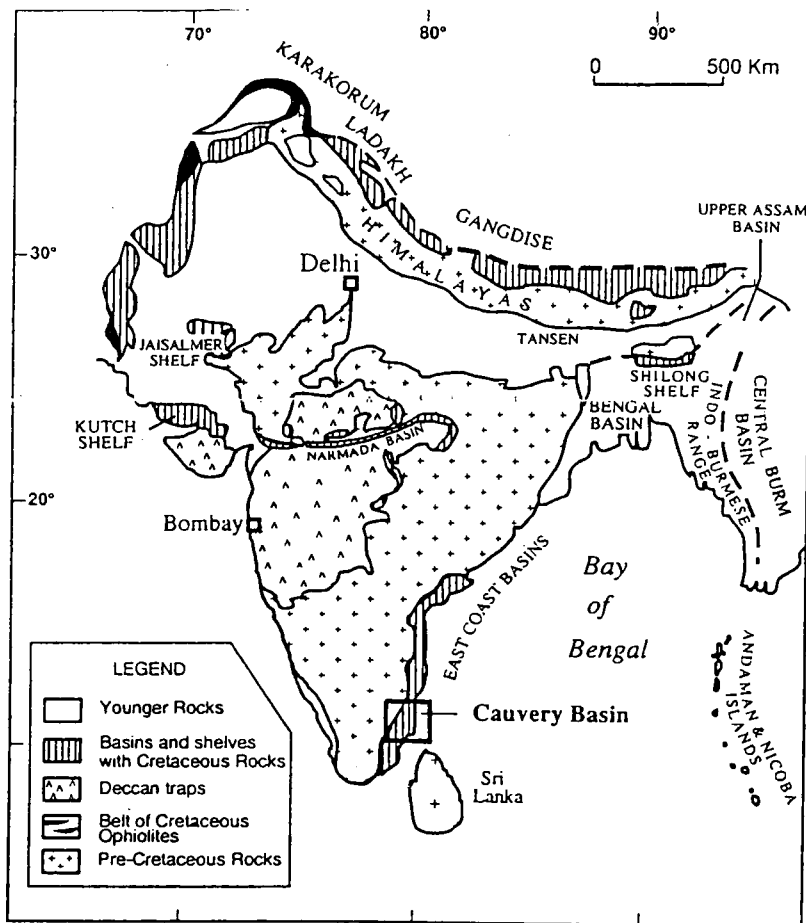 70°
80°
90°
0 500 Km
KARAKORUM
LADAKH
GANGDISE
UPPER ASSAM
BASIN
30°
HIMALAYAS
Delhi
TANSEN
JAISALMER
SHELF
SHILONG
SHELF
KUTCH
SHELF
NARMADA BASIN
BENGAL
BASIN
INDO-BURMESE
RANGE
CENTRAL BURM
BASIN
20°
Bombay
EAST COAST BASINS
Bay
of
Bengal
LEGEND
Younger Rocks
Basins and shelves
with Cretaceous Rocks
Deccan traps
Belt of Cretaceous
Ophiolites
Pre-Cretaceous Rocks
Cauvery Basin
Sri
Lanka
ANDAMAN & NICOBA
ISLANDS